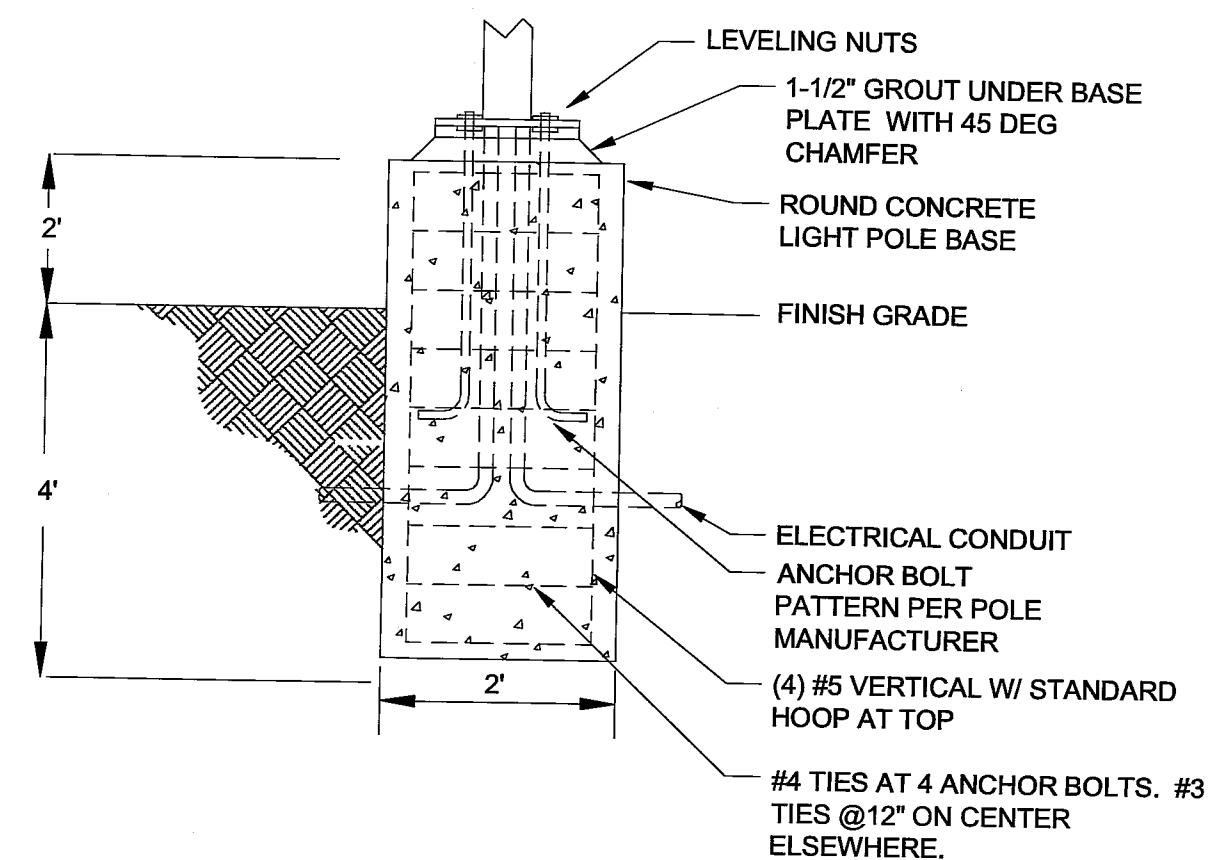 LEVELING NUTS
1-1/2" GROUT UNDER BASE
PLATE WITH 45 DEG
CHAMFER
ROUND CONCRETE
LIGHT POLE BASE
2'
FINISH GRADE
4'
ELECTRICAL CONDUIT
ANCHOR BOLT
PATTERN PER POLE
MANUFACTURER
2'
(4) #5 VERTICAL W/ STANDARD
HOOP AT TOP
#4 TIES AT 4 ANCHOR BOLTS. #3
TIES @12" ON CENTER
ELSEWHERE.